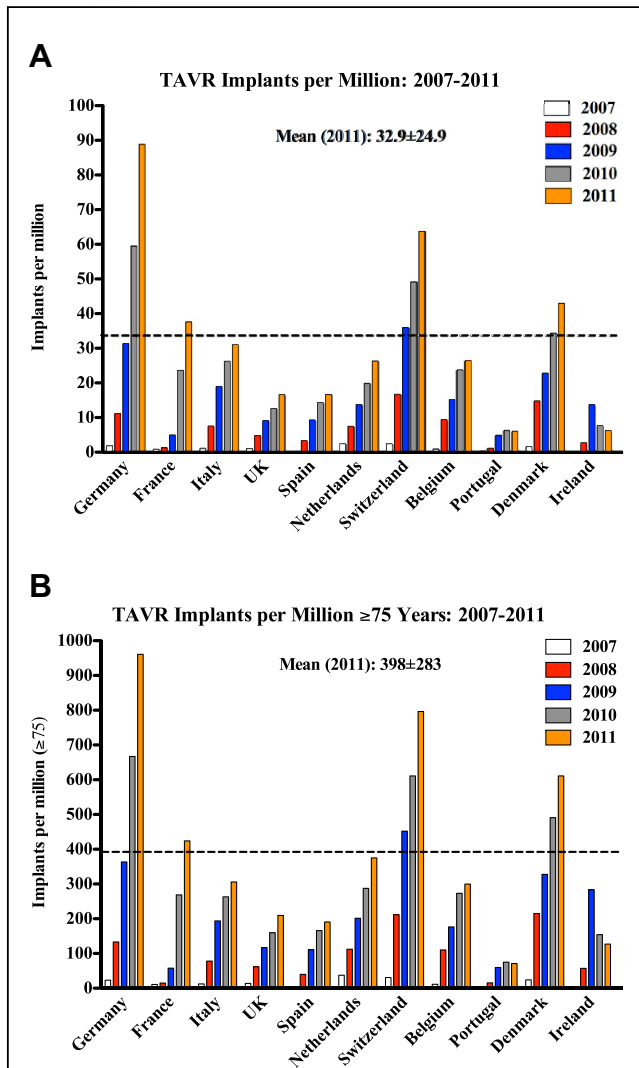 A
TAVR Implants per Million: 2007-2011
Mean (2011): 32.9±24.9
2007
2008
2009
2010
2011
Implants per million
100
90
80
70
60
50
40
30
20
10
0
Germany
France
Italy
UK
Spain
Netherlands
Switzerland
Belgium
Portugal
Denmark
Ireland
B
TAVR Implants per Million ≥75 Years: 2007-2011
Mean (2011): 398±283
2007
2008
2009
2010
2011
Implants per million (≥75)
1000
900
800
700
600
500
400
300
200
100
0
Germany
France
Italy
UK
Spain
Netherlands
Switzerland
Belgium
Portugal
Denmark
Ireland